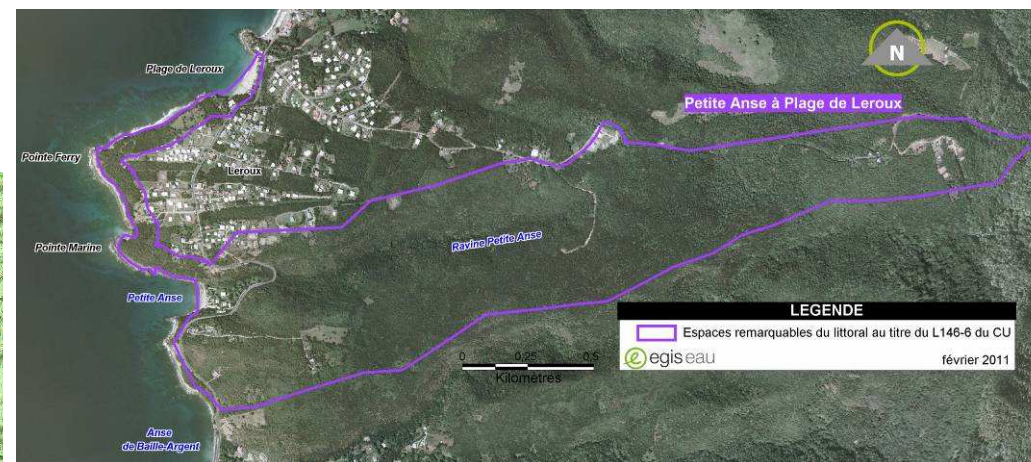 Plage de Leroux
N
Petite Anse à Plage de Leroux
Pointe Ferry
Leroux
Pointe Marine
Ravine Petite Anse
Petite Anse
LEGENDE
Espaces remarquables du littoral au titre du L146-6 du CU
egis eau
février 2011
0 0,25 0,5
Kilomètres
Anse
de Baille-Argent